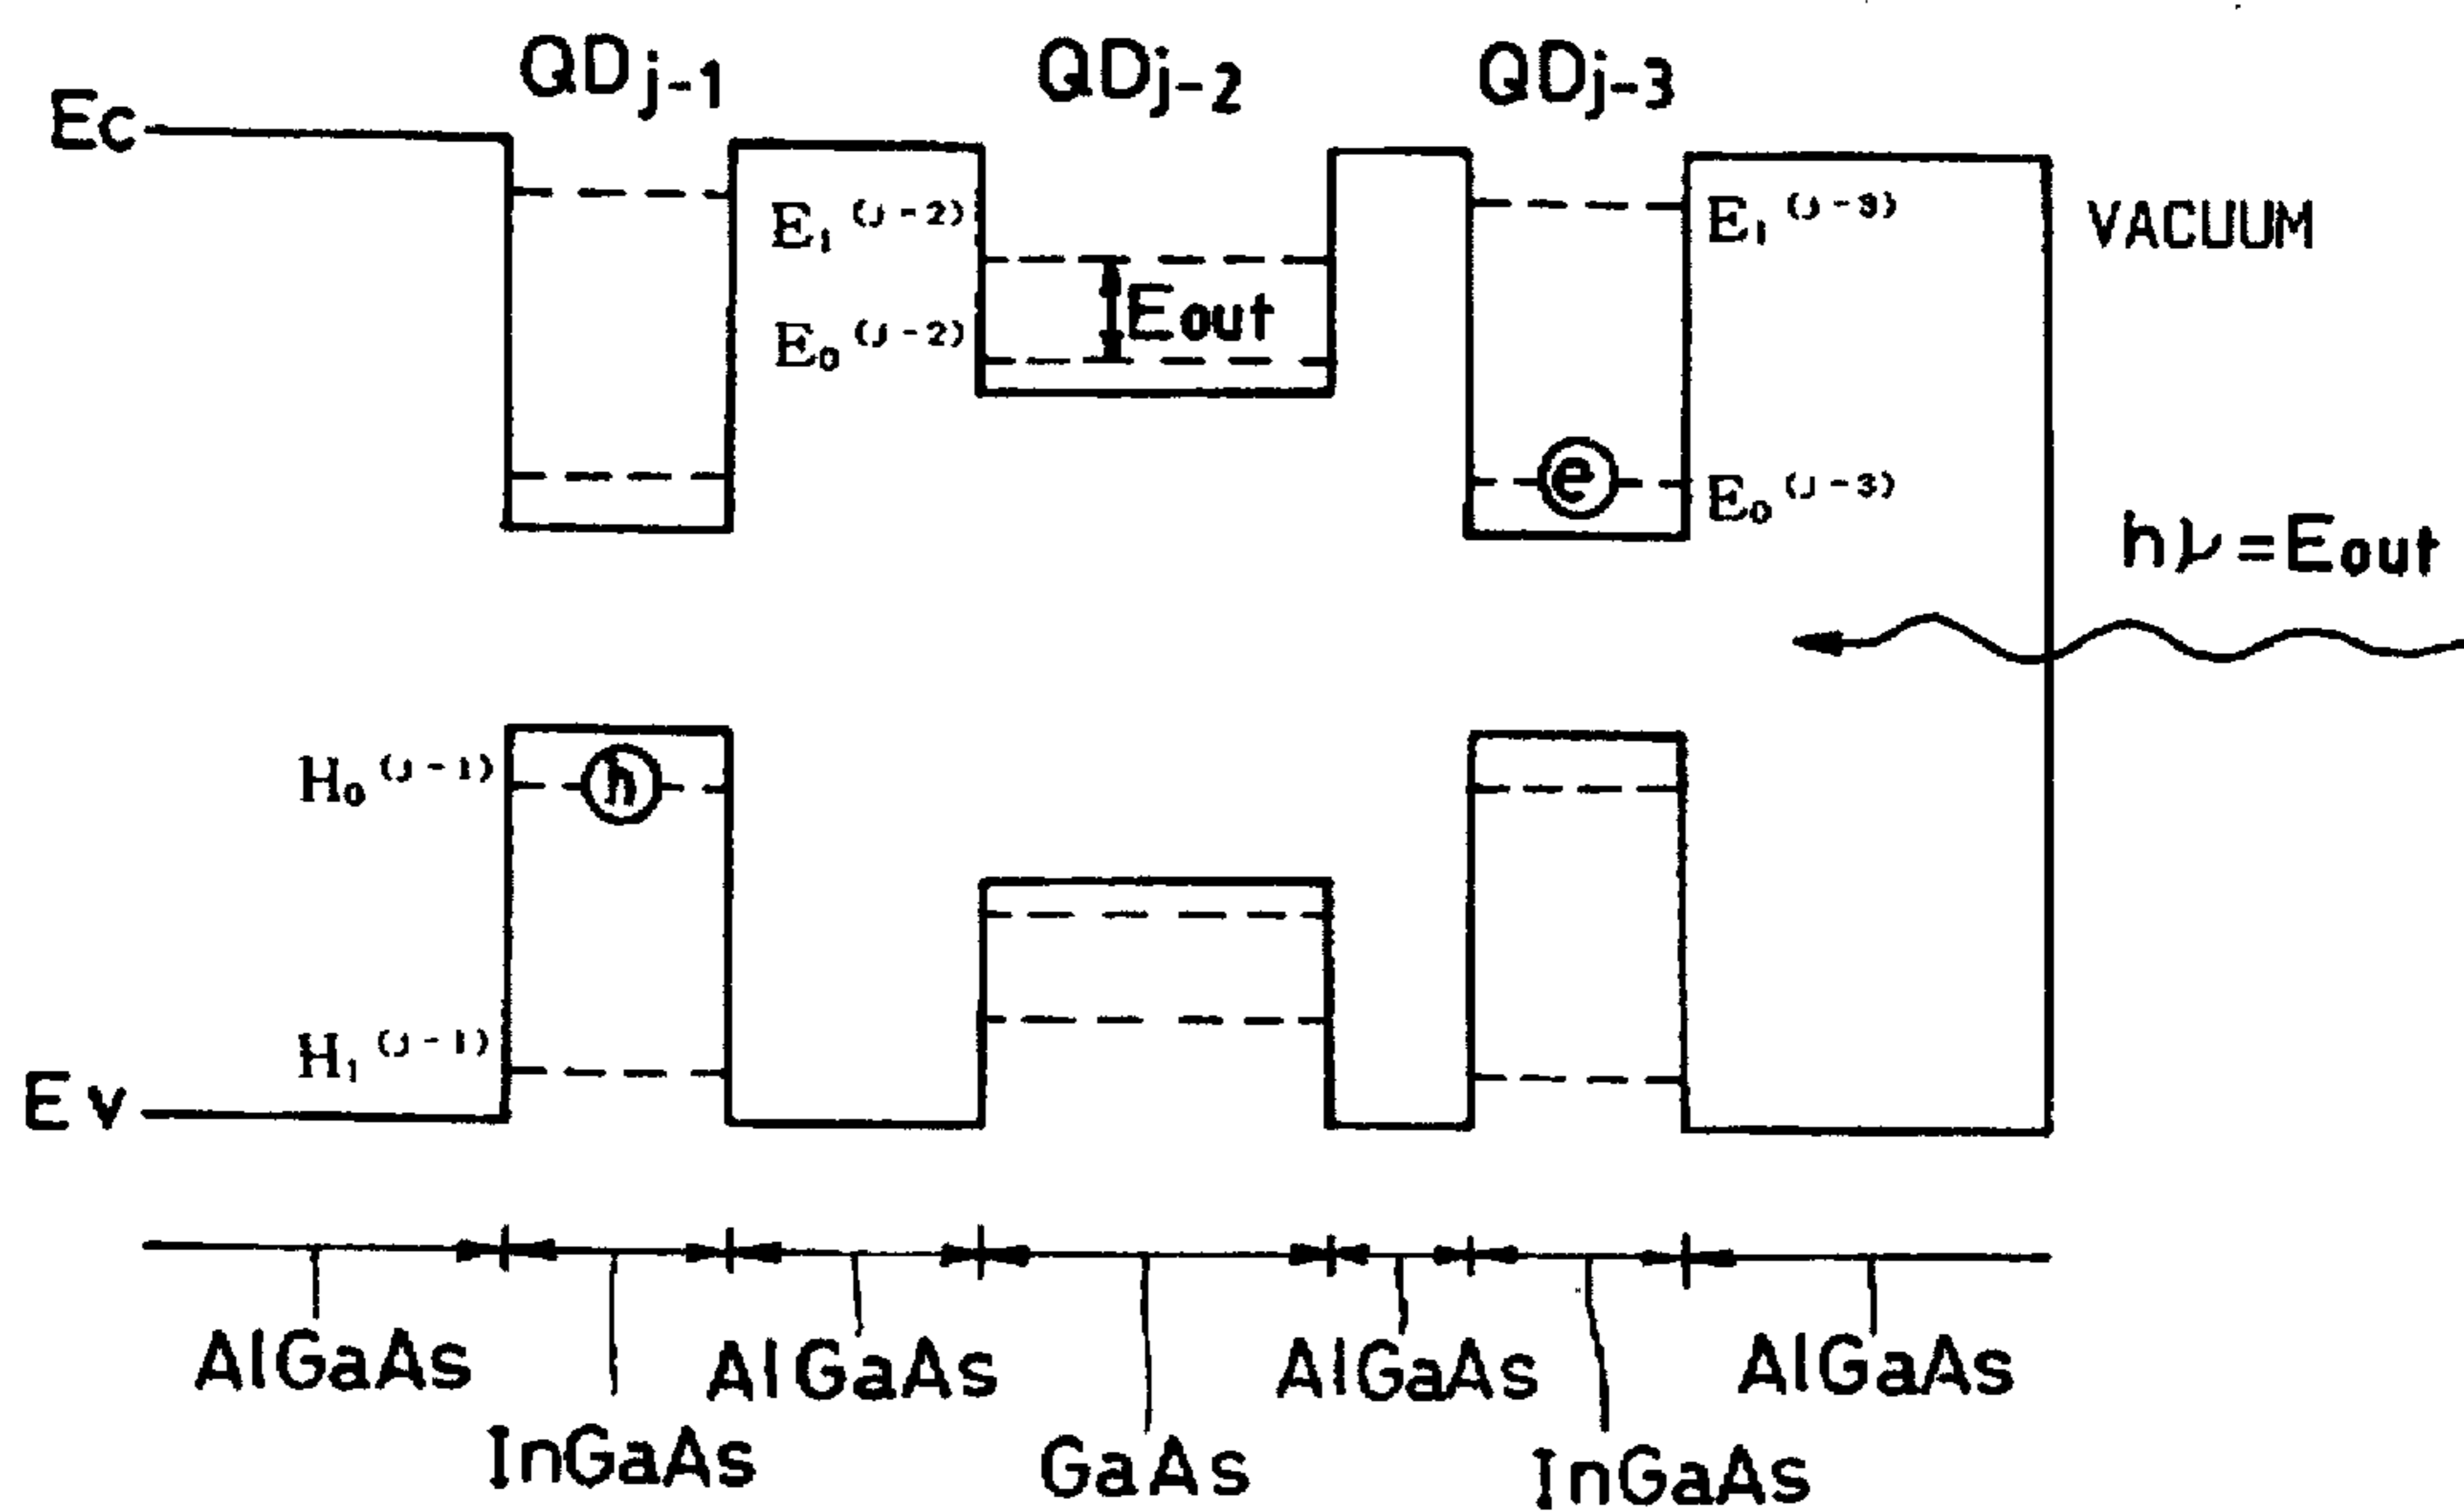 QDj-1 QDj-2 QDj-3
Ec
E₁⁽ʲ⁻²⁾ E₁⁽ʲ⁻³⁾ VACUUM
Eout
E₀⁽ʲ⁻²⁾
e E₀⁽ʲ⁻³⁾
hν=Eout
H₀⁽ʲ⁻¹⁾ h
H₁⁽ʲ⁻¹⁾
Ev
AlGaAs AlGaAs AlGaAs AlGaAs
InGaAs GaAs InGaAs